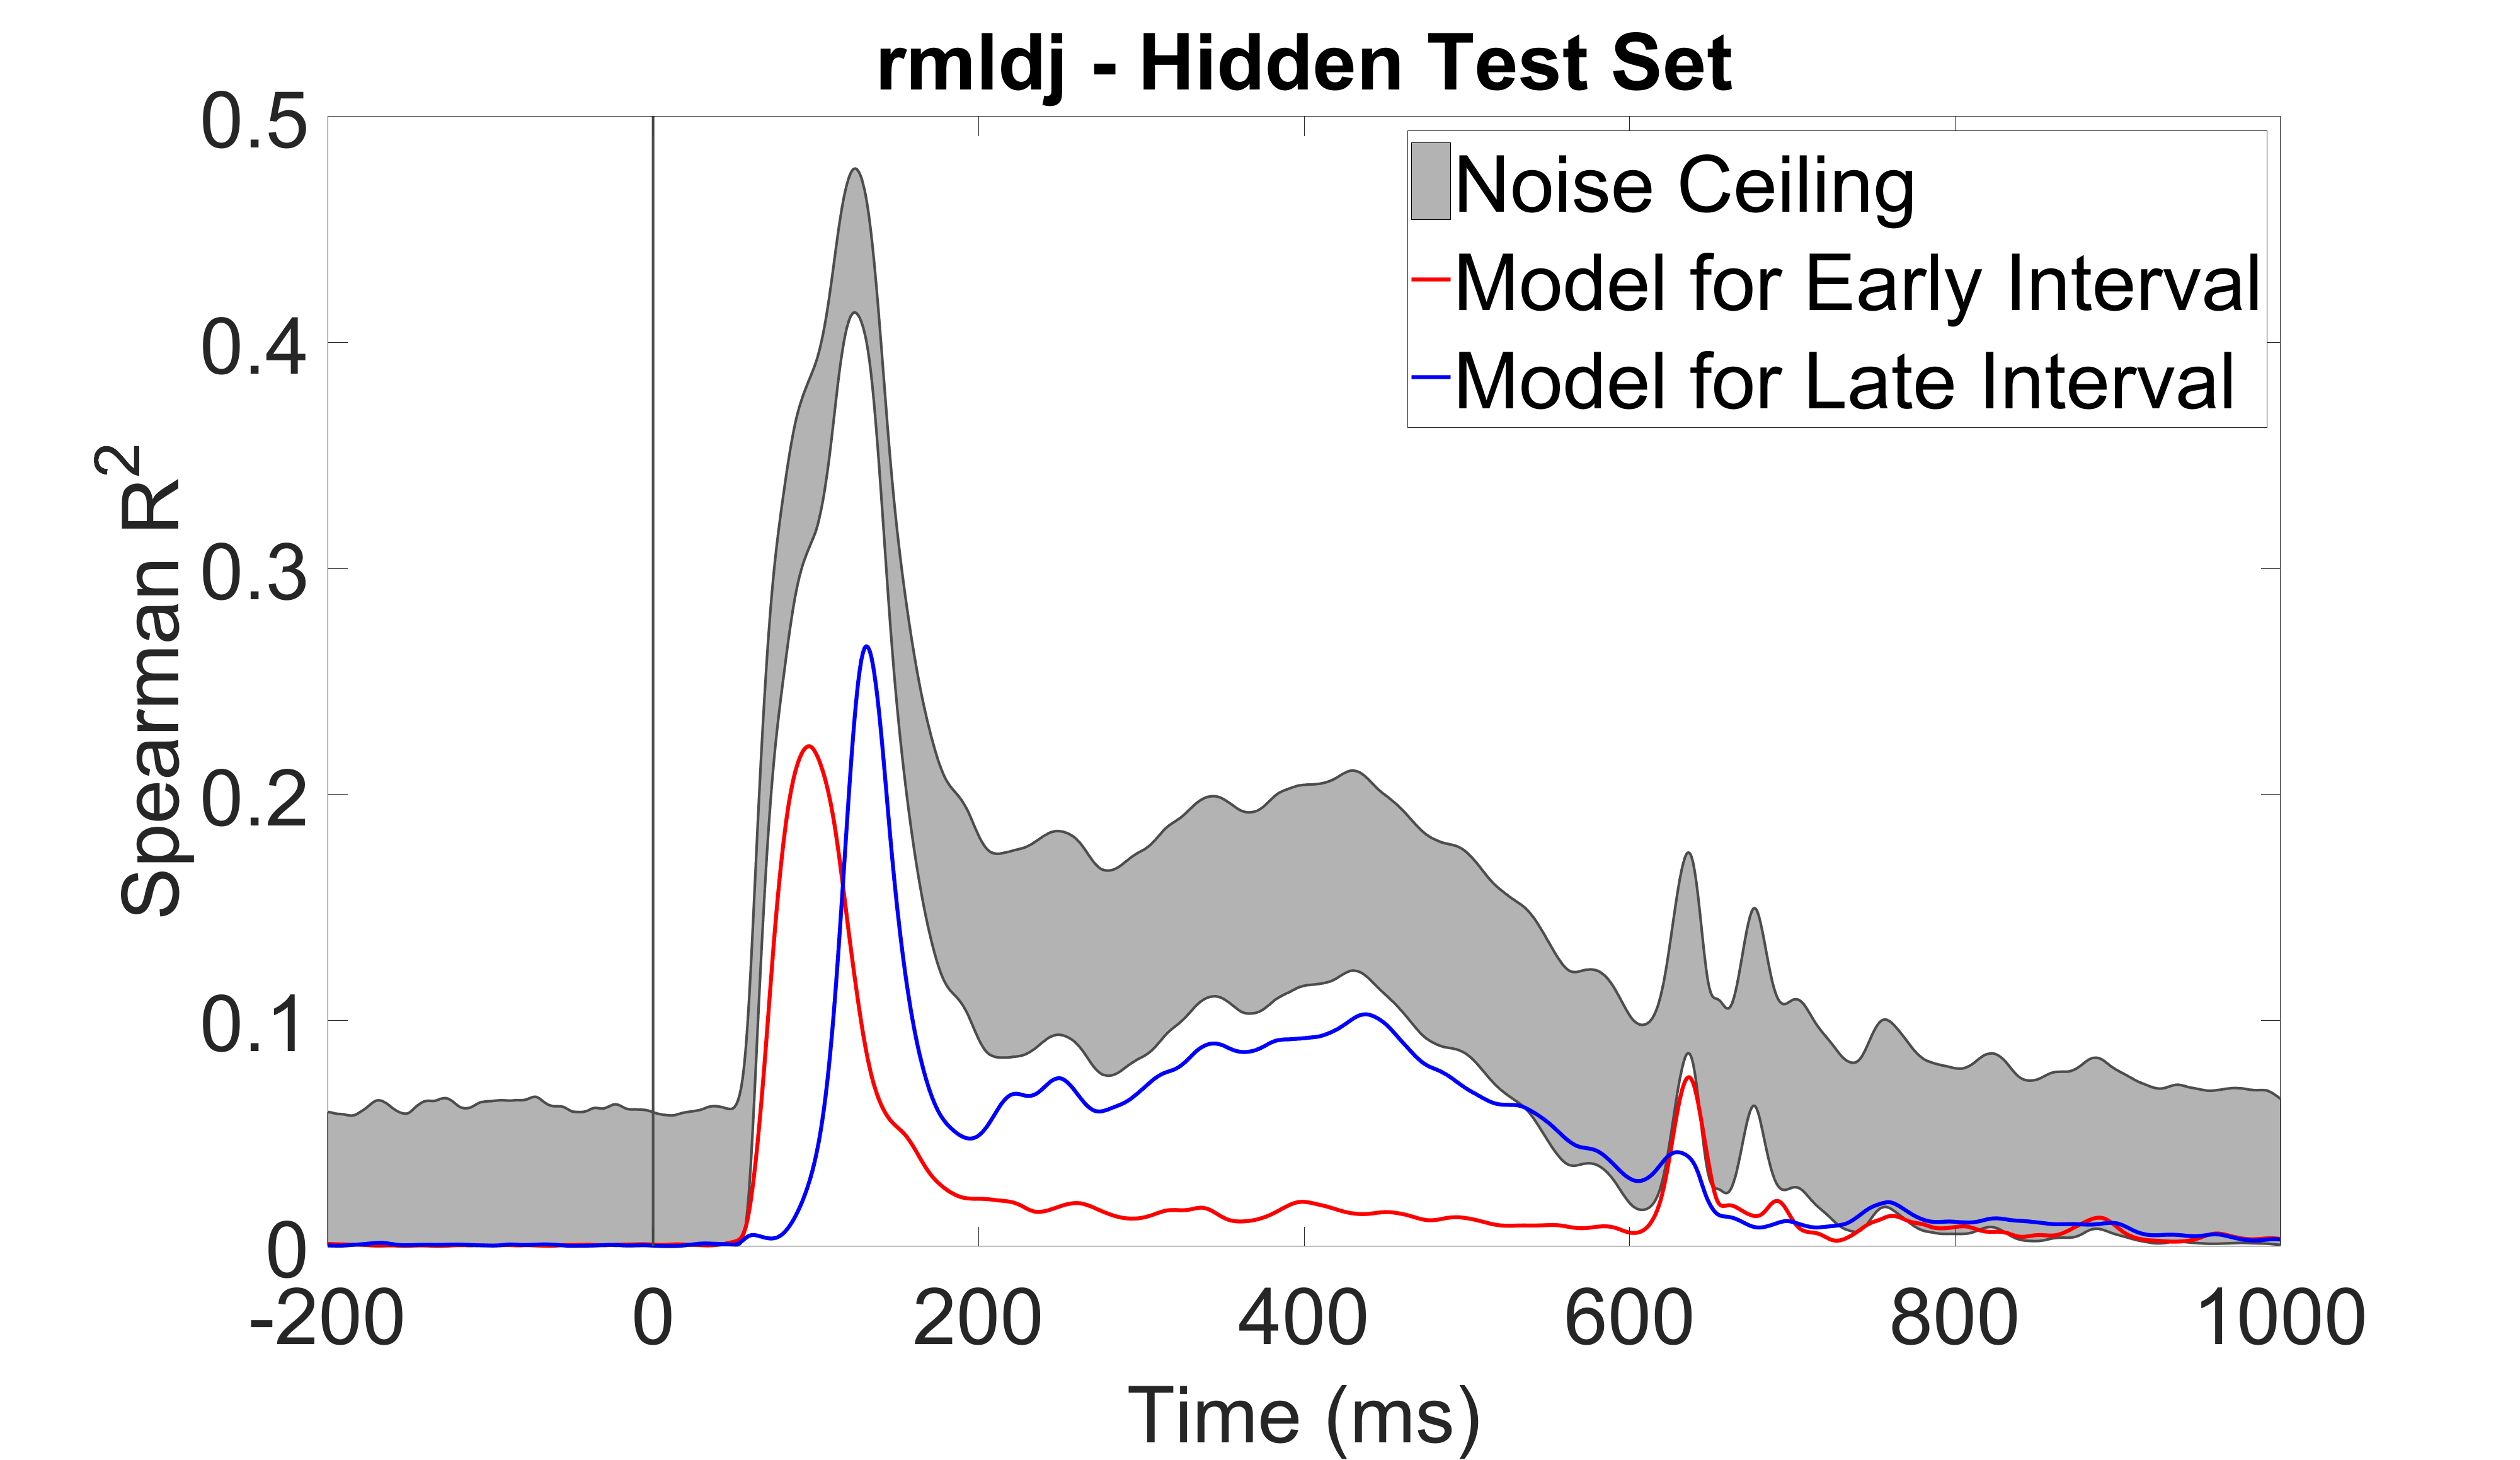 rmldj - Hidden Test Set
0.5
0.4
0.3
0.2
0.1
0
Spearman R²
Noise Ceiling
Model for Early Interval
Model for Late Interval
-200 0 200 400 600 800 1000
Time (ms)